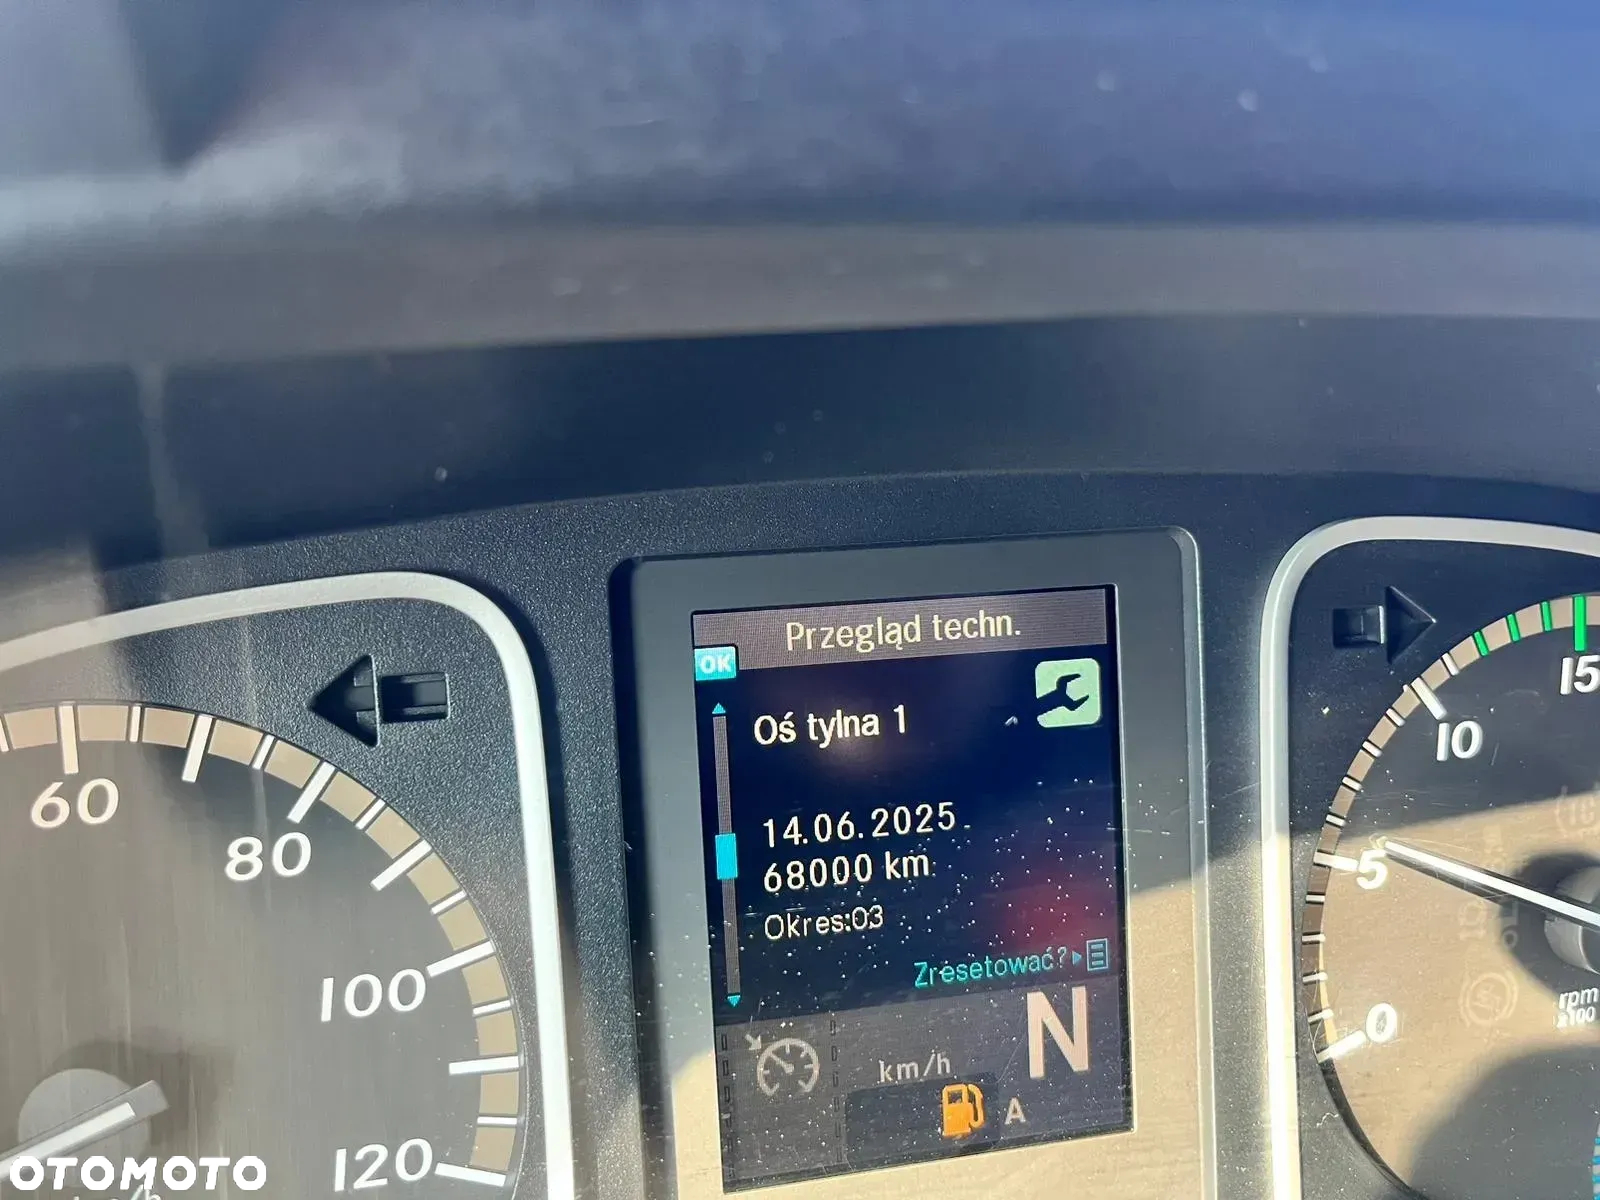 Przegląd techn.
OK
Oś tylna 1
14.06.2025
68000 km
Okres:03
Zresetować?
N
km/h
A
60
80
100
120
15
10
5
0
rpm
x100
OTOMOTO